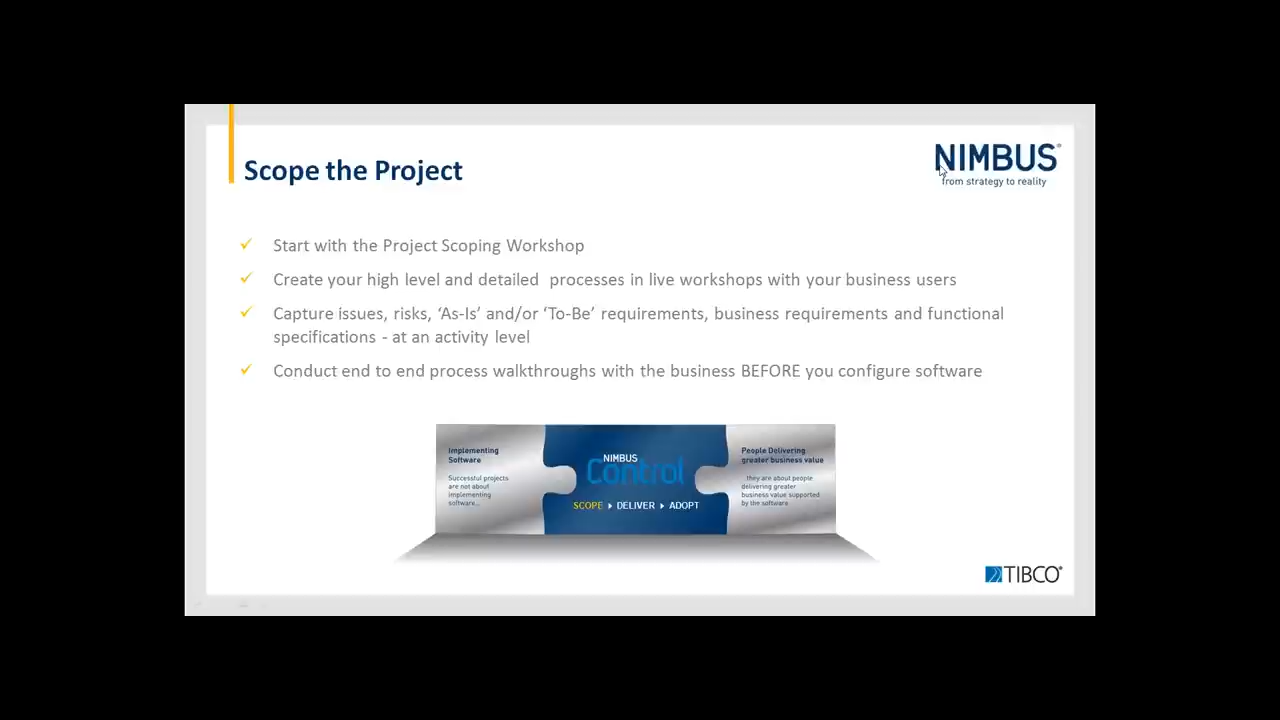 Scope the Project
NIMBUS®
from strategy to reality
✓ Start with the Project Scoping Workshop
✓ Create your high level and detailed processes in live workshops with your business users
✓ Capture issues, risks, ‘As-Is’ and/or ‘To-Be’ requirements, business requirements and functional
specifications - at an activity level
✓ Conduct end to end process walkthroughs with the business BEFORE you configure software
Implementing
Software
Successful projects
are not about
implementing
software...
NIMBUS
Control
SCOPE ▸ DELIVER ▸ ADOPT
People Delivering
greater business value
...they are about people
delivering greater
business value supported
by the software
TIBCO®